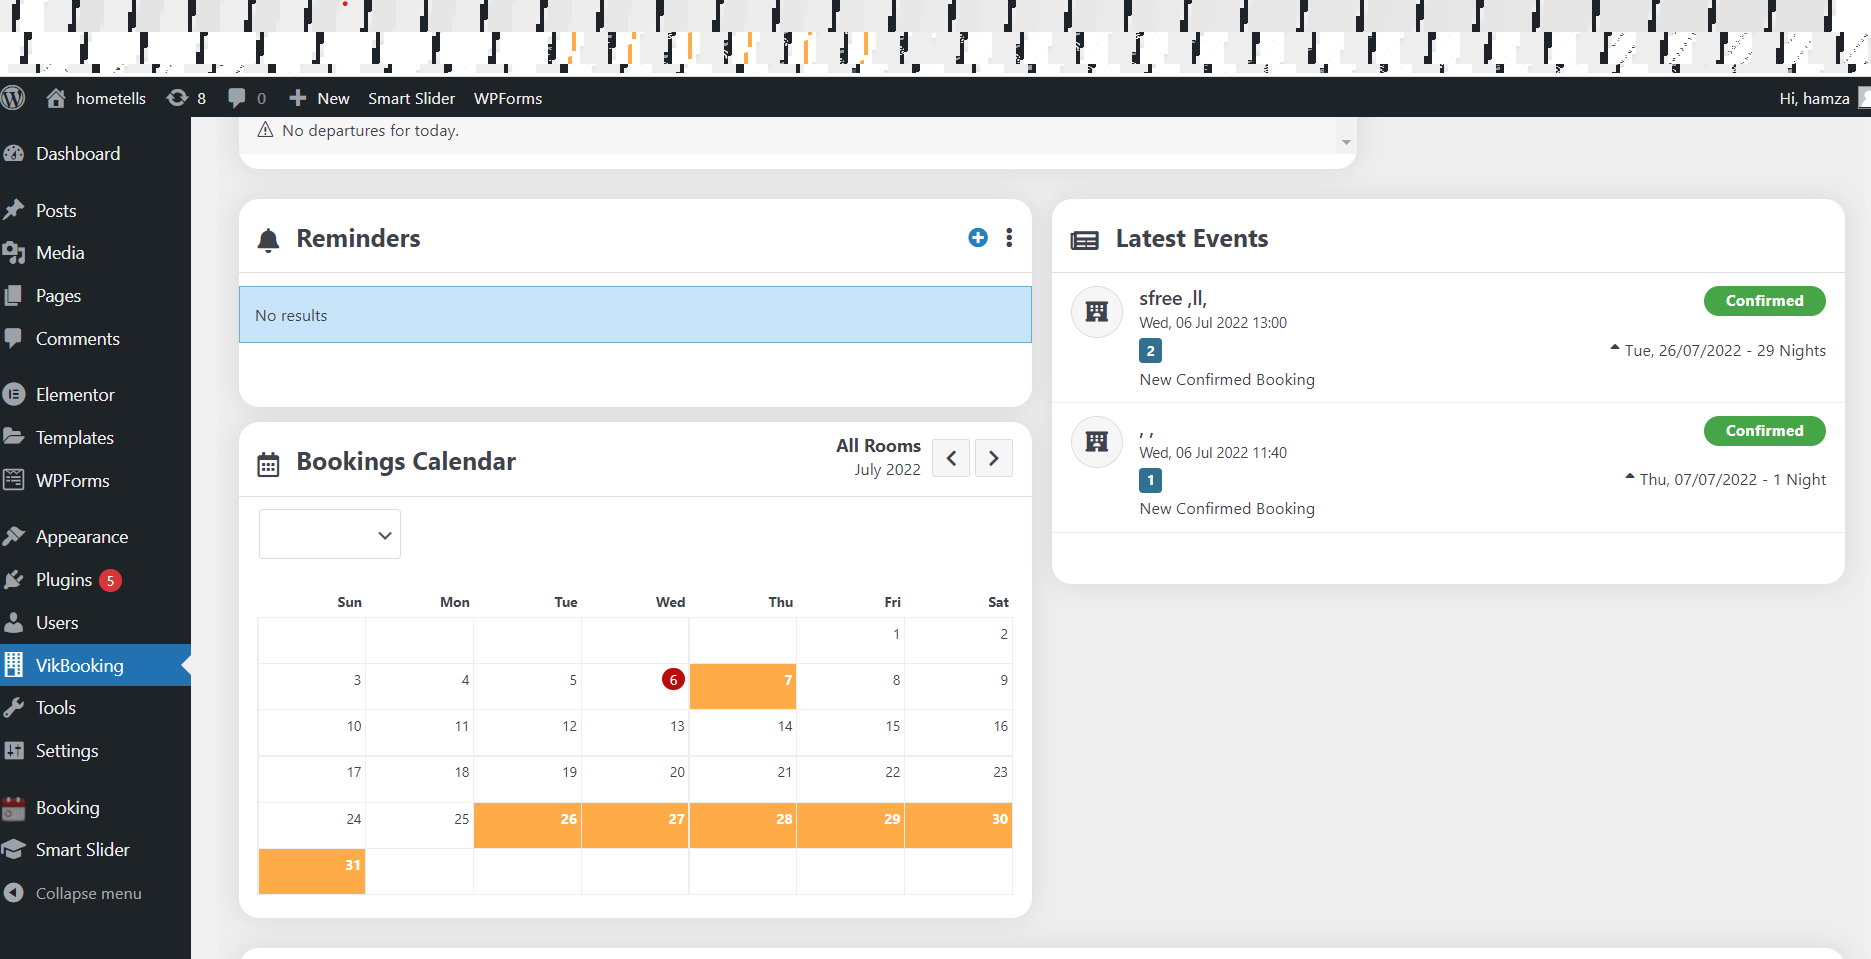 hometells 8 0 New Smart Slider WPForms Hi, hamza
No departures for today.
Dashboard
Posts
Media
Pages
Comments
Elementor
Templates
WPForms
Appearance
Plugins 5
Users
VikBooking
Tools
Settings
Booking
Smart Slider
Collapse menu
Reminders
No results
Bookings Calendar
All Rooms
July 2022
Sun Mon Tue Wed Thu Fri Sat
1 2
3 4 5 6 7 8 9
10 11 12 13 14 15 16
17 18 19 20 21 22 23
24 25 26 27 28 29 30
31
Latest Events
sfree ,ll,
Confirmed
Wed, 06 Jul 2022 13:00
2
Tue, 26/07/2022 - 29 Nights
New Confirmed Booking
, ,
Confirmed
Wed, 06 Jul 2022 11:40
1
Thu, 07/07/2022 - 1 Night
New Confirmed Booking